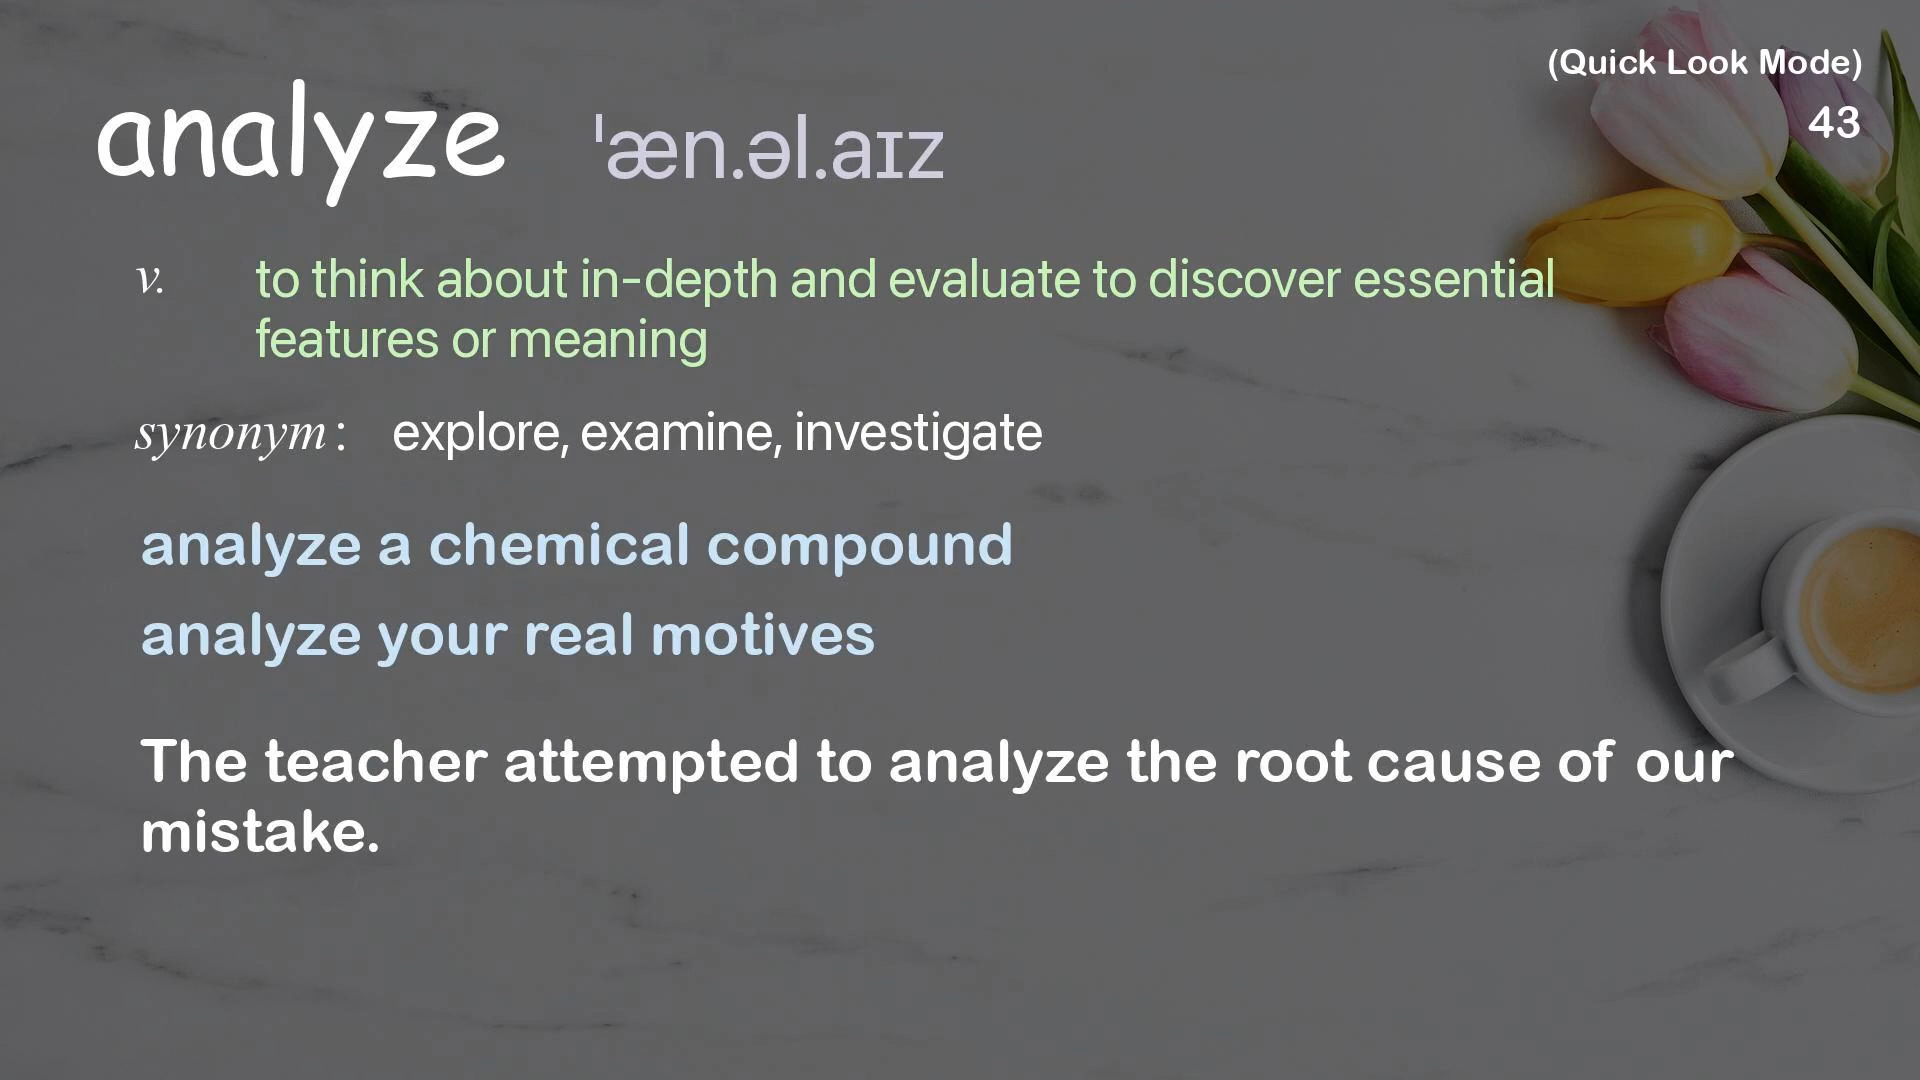 (Quick Look Mode)
43
analyze ˈæn.əl.aɪz
v. to think about in-depth and evaluate to discover essential
features or meaning
synonym: explore, examine, investigate
analyze a chemical compound
analyze your real motives
The teacher attempted to analyze the root cause of our
mistake.